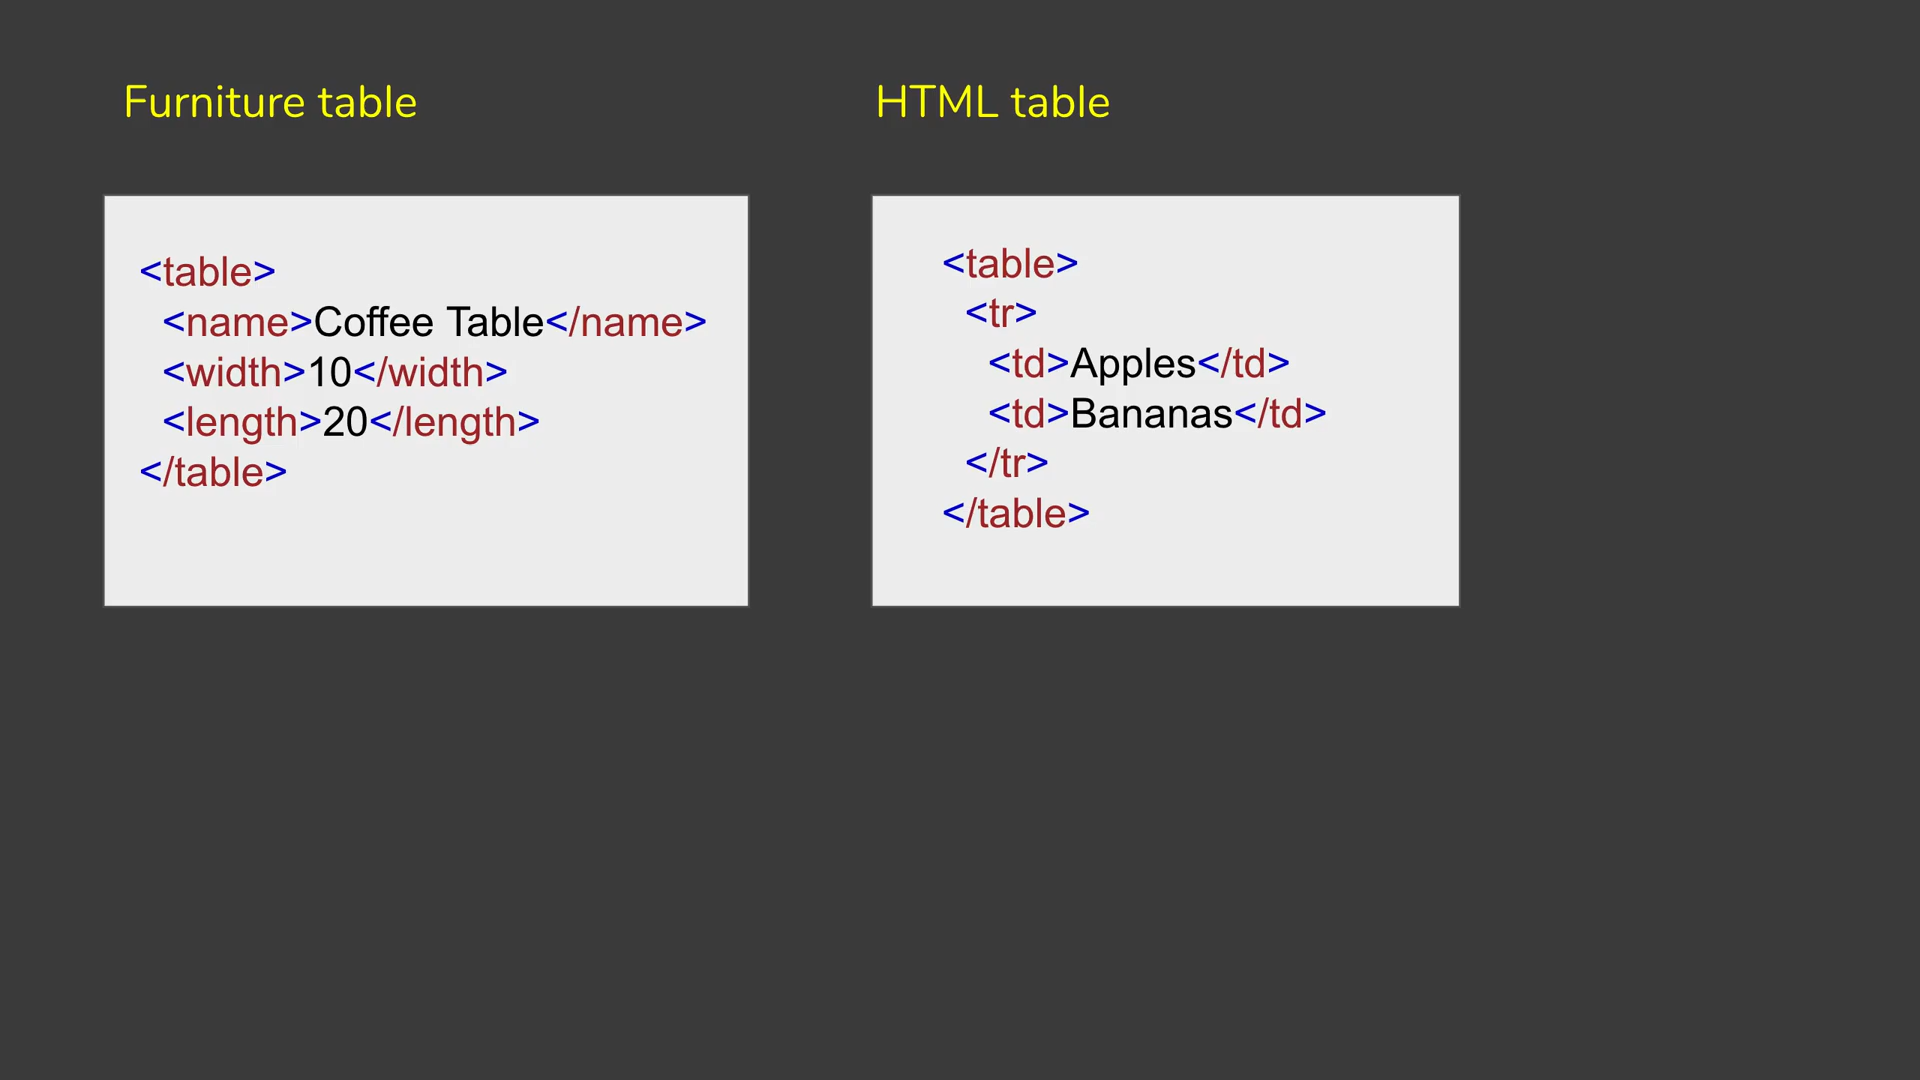 Furniture table
<table>
<name>Coffee Table</name>
<width>10</width>
<length>20</length>
</table>
HTML table
<table>
<tr>
<td>Apples</td>
<td>Bananas</td>
</tr>
</table>